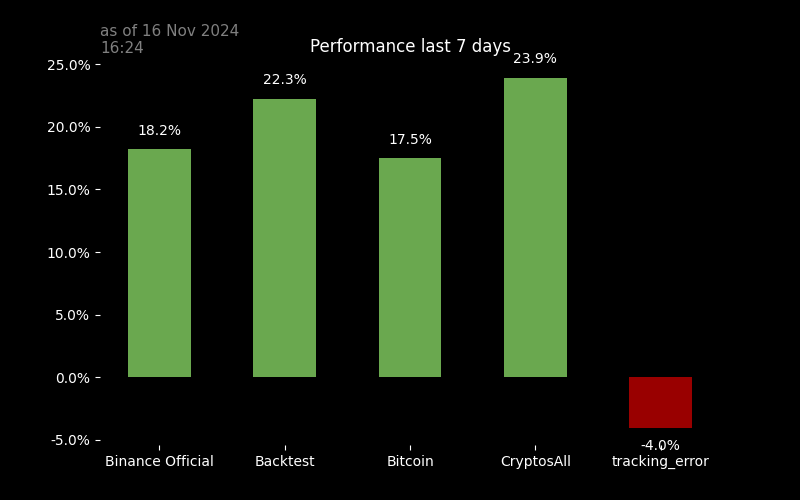 as of 16 Nov 2024
16:24
Performance last 7 days
25.0%
20.0%
15.0%
10.0%
5.0%
0.0%
-5.0%
18.2%
22.3%
17.5%
23.9%
-4.0%
Binance Official
Backtest
Bitcoin
CryptosAll
tracking_error